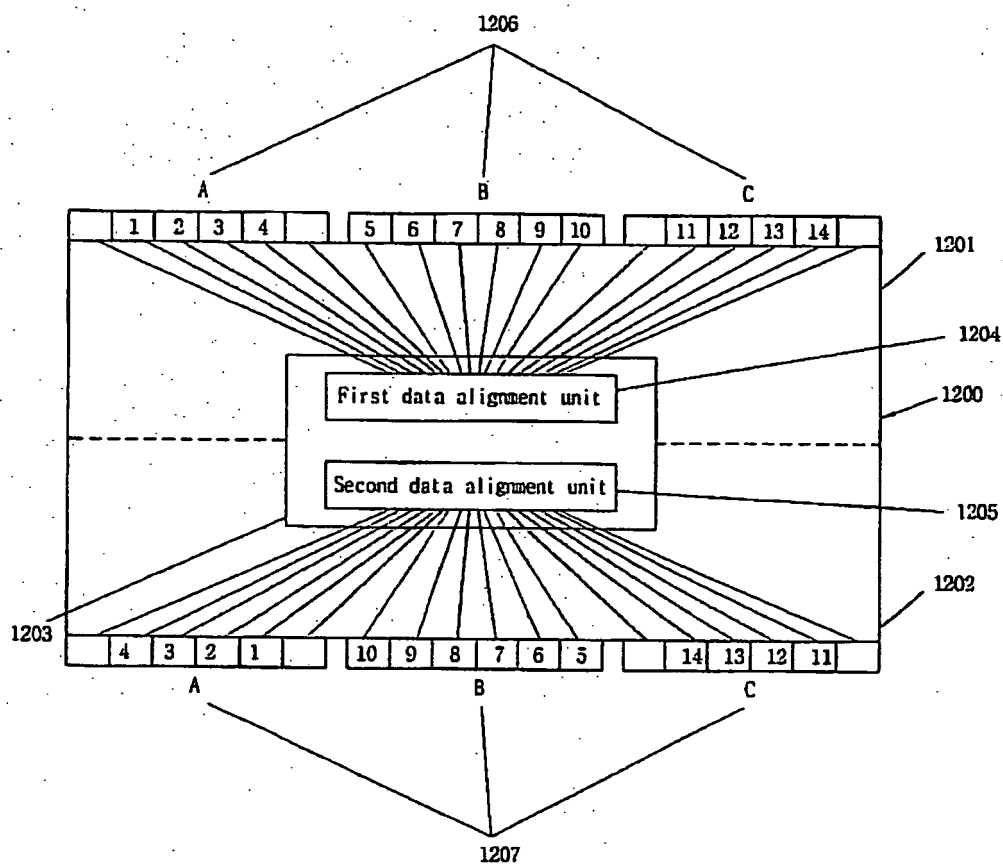 1206
A B C
1 2 3 4 5 6 7 8 9 10 11 12 13 14
1201
1204
First data alignment unit
1200
Second data alignment unit
1205
1202
1203
4 3 2 1 10 9 8 7 6 5 14 13 12 11
A B C
1207